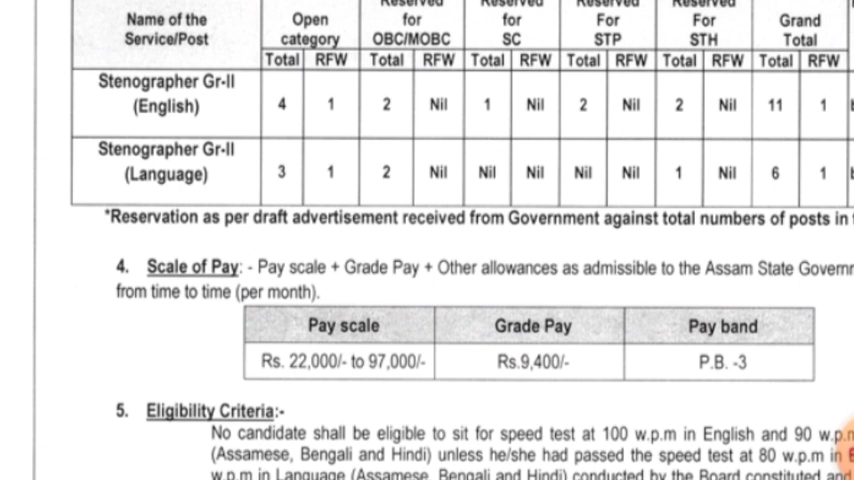 Name of the Open Reserved Reserved Reserved Reserved Grand
Service/Post category for for For For Total
OBC/MOBC SC STP STH
Total RFW Total RFW Total RFW Total RFW Total RFW Total RFW
Stenographer Gr-II
(English) 4 1 2 Nil 1 Nil 2 Nil 2 Nil 11 1
Stenographer Gr-II
(Language) 3 1 2 Nil Nil Nil Nil Nil 1 Nil 6 1
*Reservation as per draft advertisement received from Government against total numbers of posts in
4. Scale of Pay: - Pay scale + Grade Pay + Other allowances as admissible to the Assam State
from time to time (per month).
Pay scale Grade Pay Pay band
Rs. 22,000/- to 97,000/- Rs.9,400/- P.B. -3
5. Eligibility Criteria:-
No candidate shall be eligible to sit for speed test at 100 w.p.m in English and 90
(Assamese, Bengali and Hindi) unless he/she had passed the speed test at 80 w.p.m in
w.p.m in Language (Assamese, Bengali and Hindi) conducted by the Board constituted and